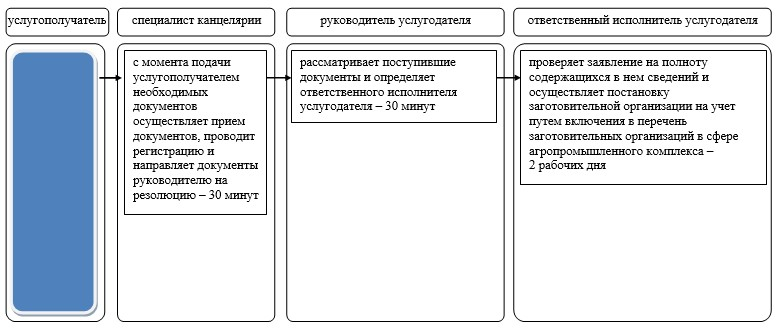 услугополучатель
специалист канцелярии
руководитель услугодателя
ответственный исполнитель услугодателя
с момента подачи
услугополучателем
необходимых
документов
осуществляет прием
документов, проводит
регистрацию и
направляет документы
руководителю на
резолюцию – 30 минут
рассматривает поступившие
документы и определяет
ответственного исполнителя
услугодателя – 30 минут
проверяет заявление на полноту
содержащихся в нем сведений и
осуществляет постановку
заготовительной организации на учет
путем включения в перечень
заготовительных организаций в сфере
агропромышленного комплекса –
2 рабочих дня